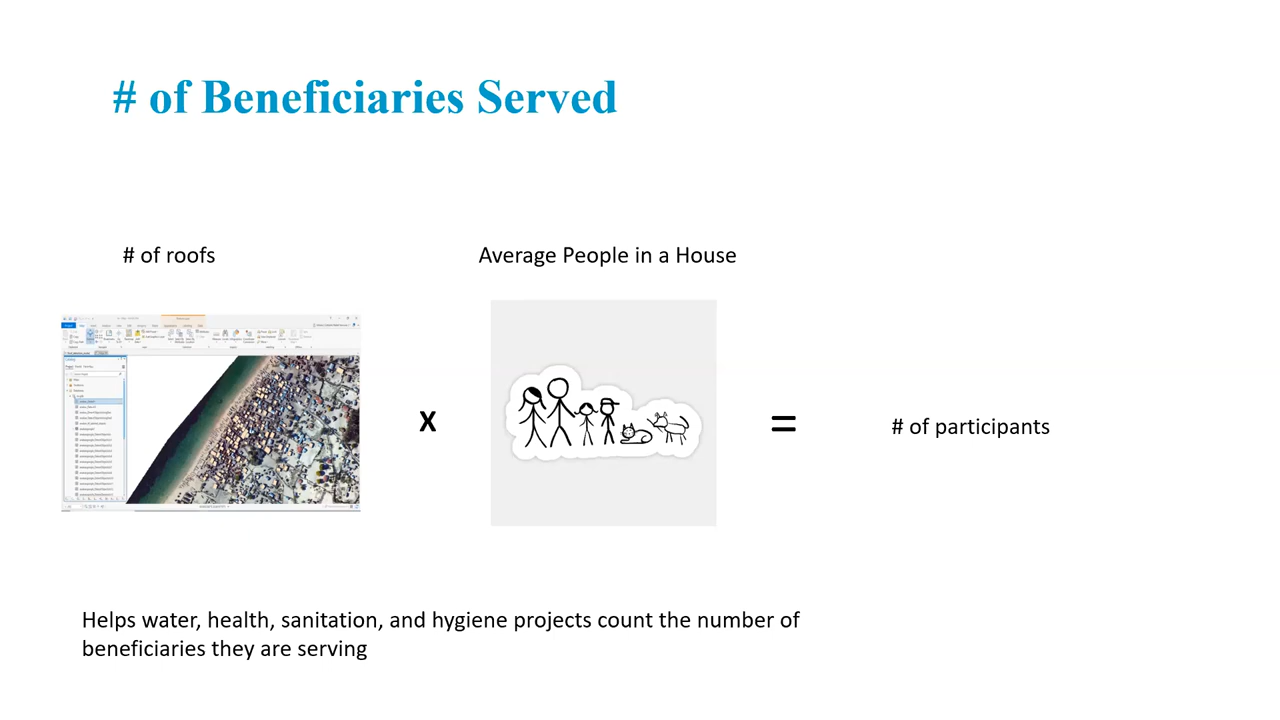 # of Beneficiaries Served
# of roofs
Average People in a House
x
=
# of participants
Helps water, health, sanitation, and hygiene projects count the number of
beneficiaries they are serving